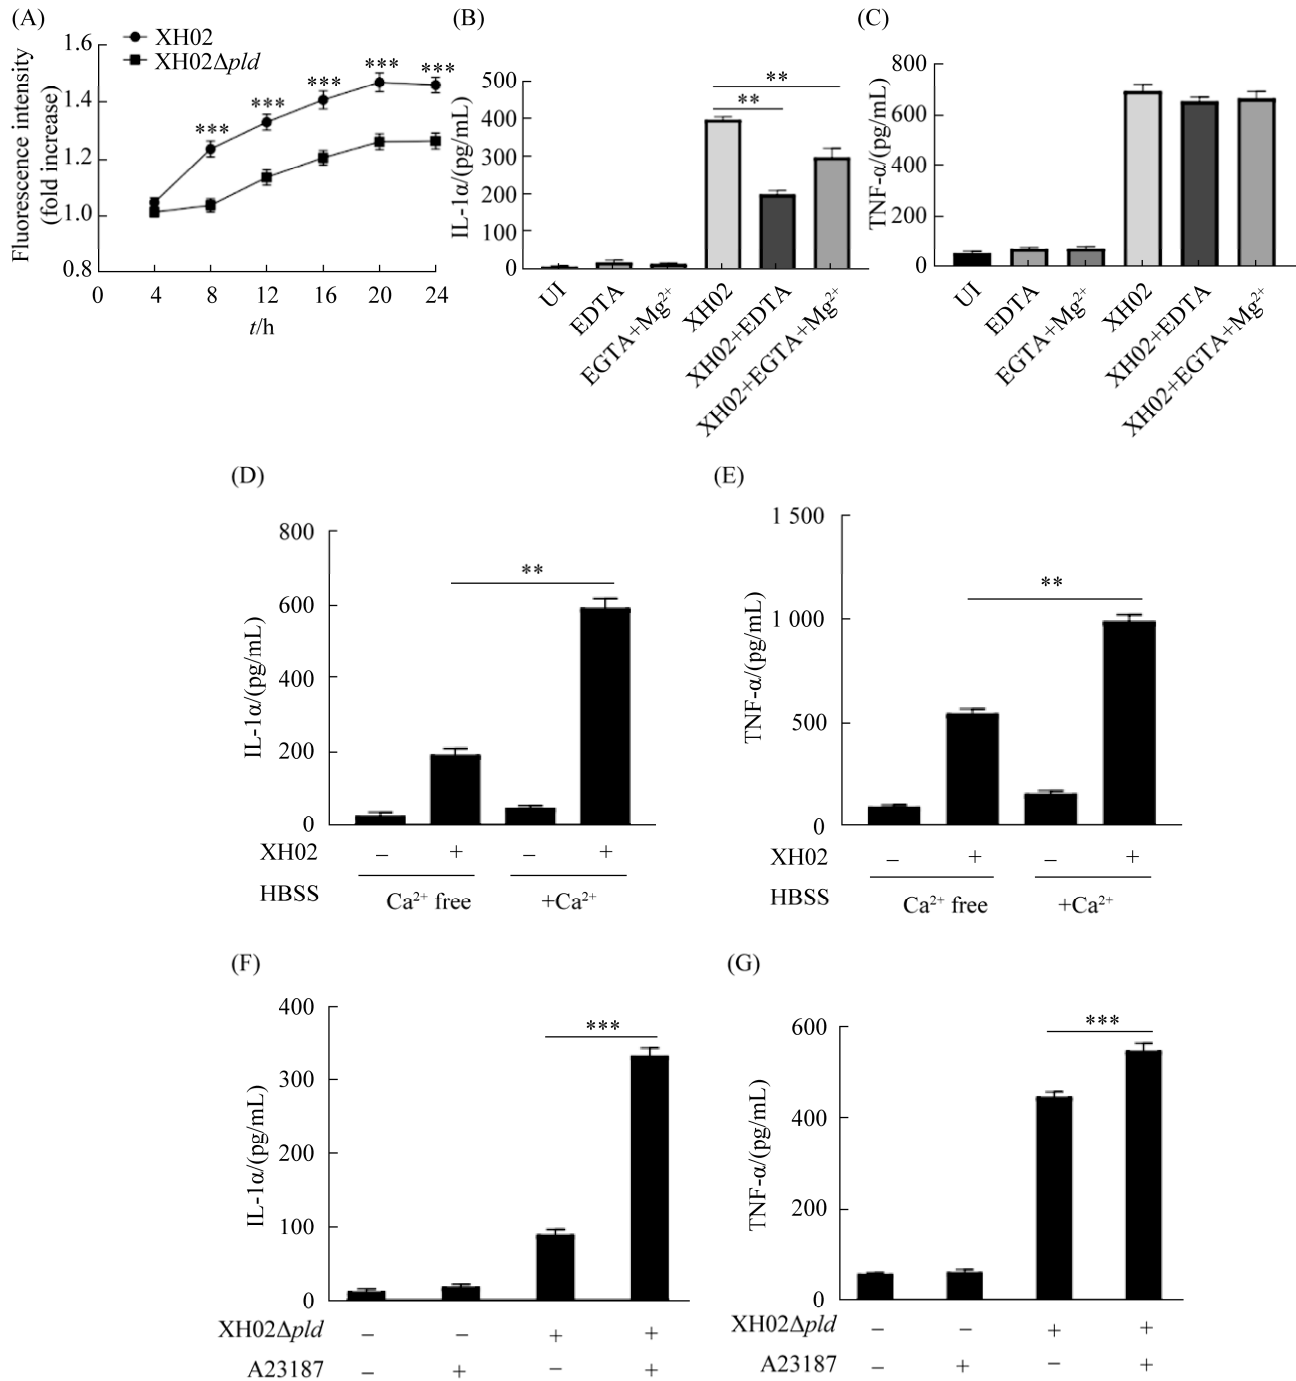 (A)
XH02
XH02Δpld
Fluorescence intensity
(fold increase)
1.6
1.4
1.2
1.0
0.8
*** *** *** *** *** ***
0 4 8 12 16 20 24
t/h
(B)
IL-1α/(pg/mL)
500
400
300
200
100
0
**
**
UI EDTA EGTA+Mg²⁺ XH02 XH02+EDTA XH02+EGTA+Mg²⁺
(C)
TNF-α/(pg/mL)
800
600
400
200
0
UI EDTA EGTA+Mg²⁺ XH02 XH02+EDTA XH02+EGTA+Mg²⁺
(D)
IL-1α/(pg/mL)
800
600
400
200
0
**
XH02 – + – +
HBSS Ca²⁺ free +Ca²⁺
(E)
TNF-α/(pg/mL)
1 500
1 000
500
0
**
XH02 – + – +
HBSS Ca²⁺ free +Ca²⁺
(F)
IL-1α/(pg/mL)
400
300
200
100
0
***
XH02Δpld – – + +
A23187 – + – +
(G)
TNF-α/(pg/mL)
600
400
200
0
***
XH02Δpld – – + +
A23187 – + – +